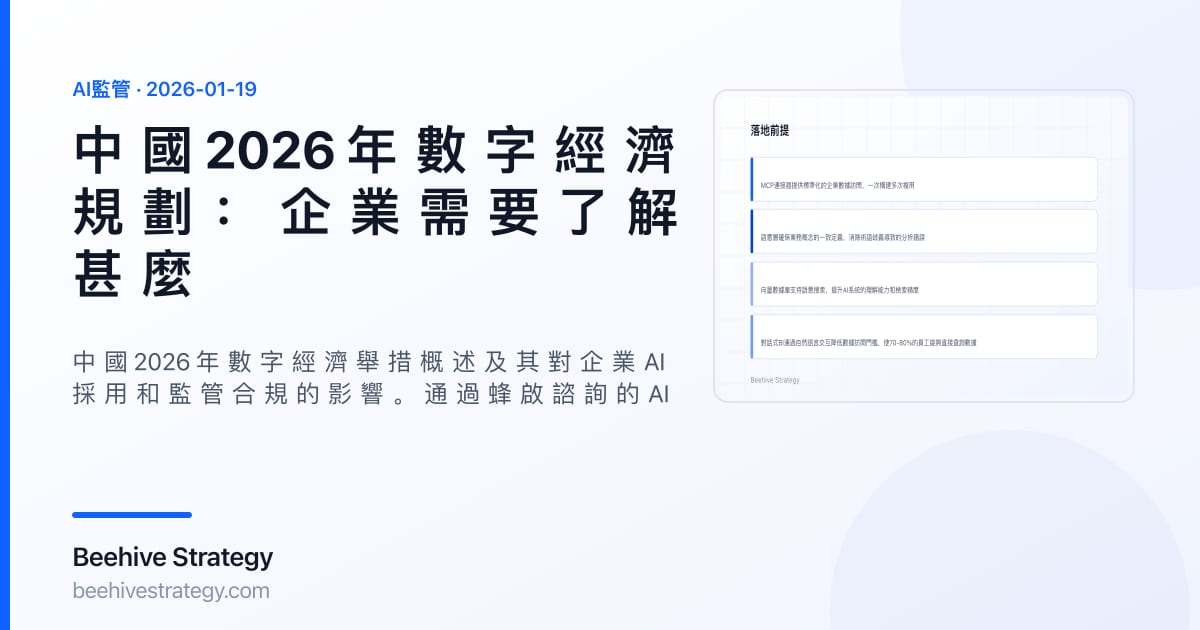 AI監管 · 2026-01-19
中國2026年數字經濟
規劃：企業需要了解
甚麼
中國2026年數字經濟舉措概述及其對企業AI
採用和監管合規的影響。通過蜂啟諮詢的AI
Beehive Strategy
beehivestrategy.com
落地前提
MCP連接器提供標準化的企業數據訪問，一次構建多次複用
語意層確保業務概念的一致定義，消除術語歧義導致的分析錯誤
向量數據庫支持語意搜索，提升AI系統的理解能力和檢索精度
對話式BI通過自然語言交互降低數據訪問門檻，使70-80%的員工能夠直接查詢數據
Beehive Strategy